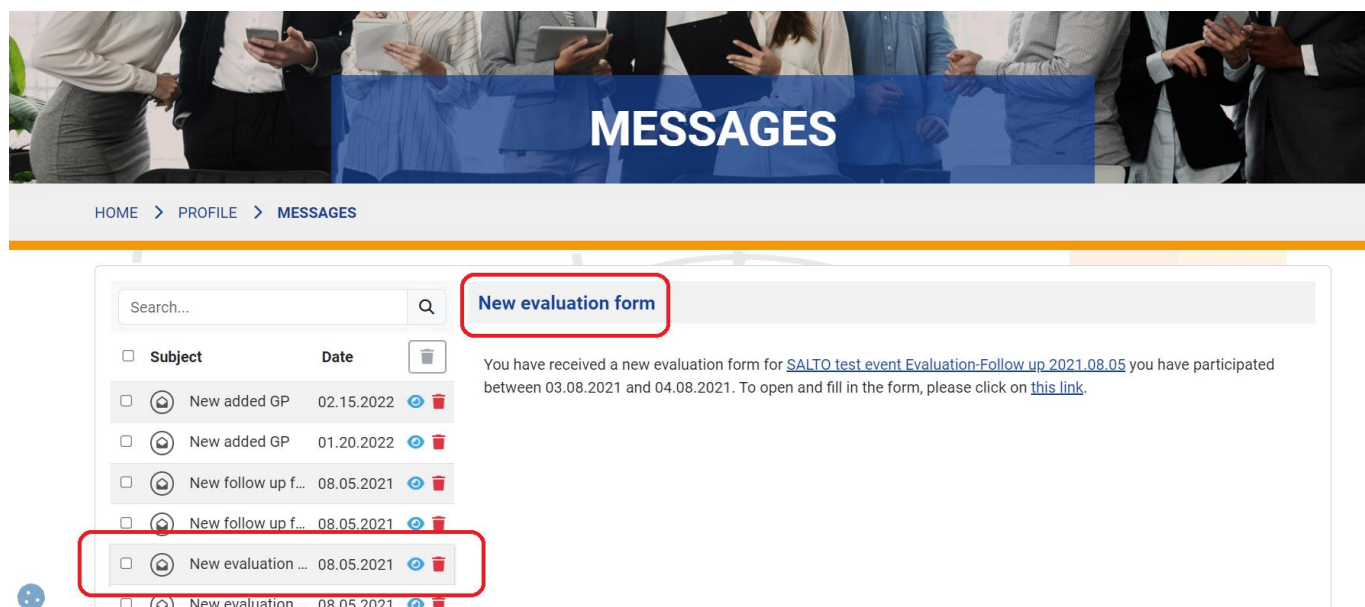 MESSAGES
HOME > PROFILE > MESSAGES
Search...
New evaluation form
Subject Date
You have received a new evaluation form for SALTO test event Evaluation-Follow up 2021.08.05 you have participated
between 03.08.2021 and 04.08.2021. To open and fill in the form, please click on this link.
New added GP 02.15.2022
New added GP 01.20.2022
New follow up f... 08.05.2021
New follow up f... 08.05.2021
New evaluation ... 08.05.2021
New evaluation ... 08.05.2021